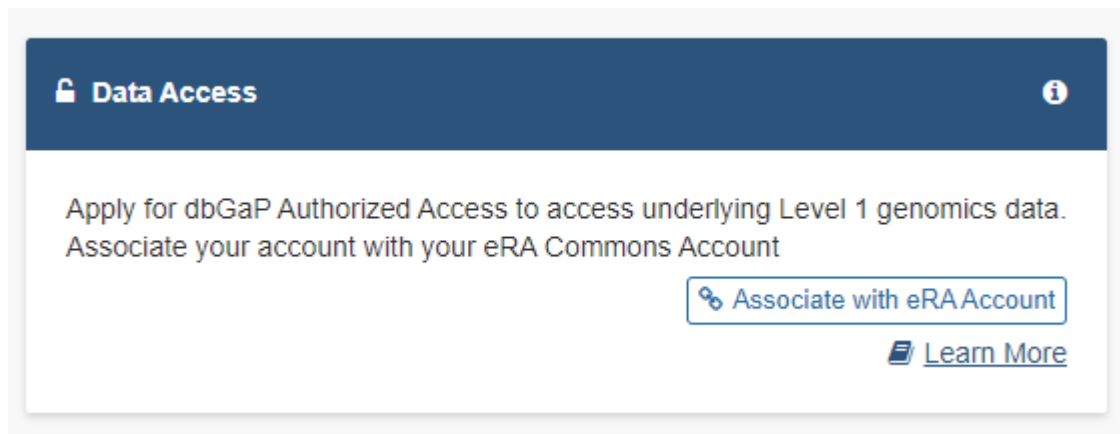 Data Access
Apply for dbGaP Authorized Access to access underlying Level 1 genomics data.
Associate your account with your eRA Commons Account
Associate with eRA Account
Learn More